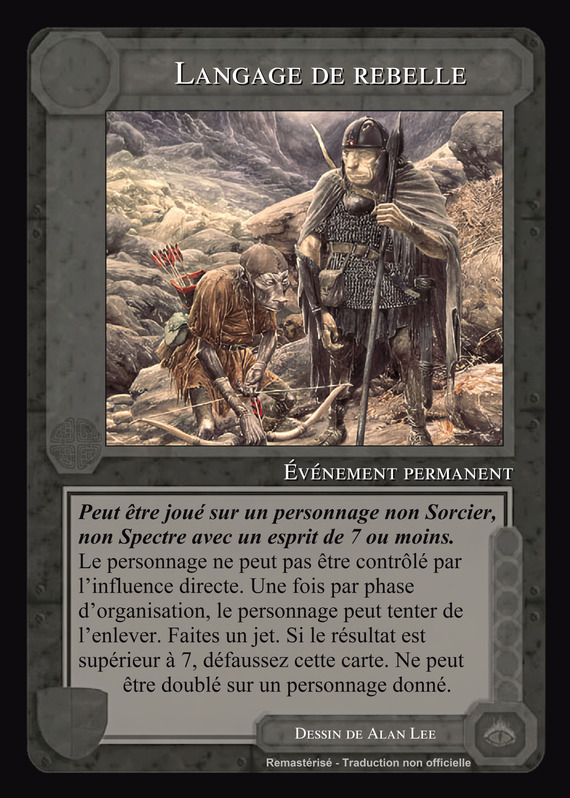 Langage de rebelle
Événement permanent
Peut être joué sur un personnage non Sorcier,
non Spectre avec un esprit de 7 ou moins.
Le personnage ne peut pas être contrôlé par
l’influence directe. Une fois par phase
d’organisation, le personnage peut tenter de
l’enlever. Faites un jet. Si le résultat est
supérieur à 7, défaussez cette carte. Ne peut
être doublé sur un personnage donné.
Dessin de Alan Lee
Remastérisé - Traduction non officielle